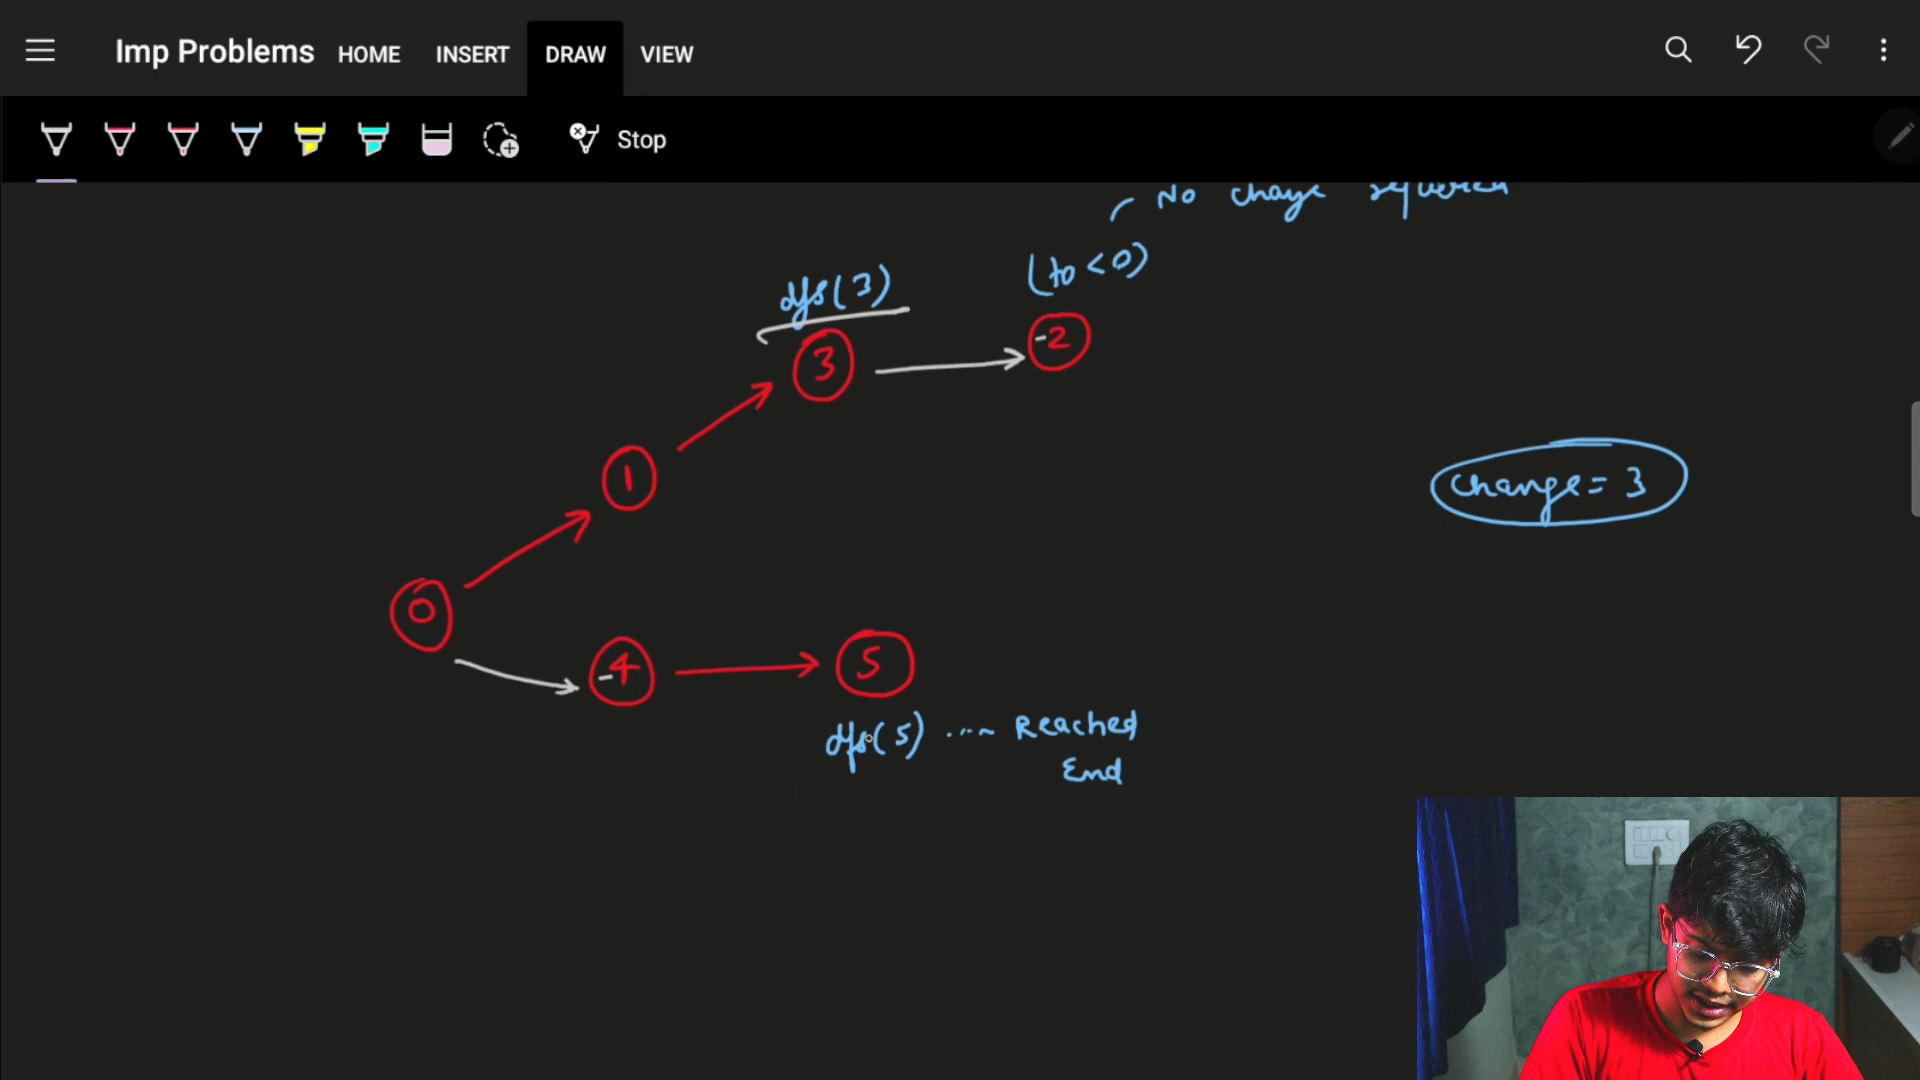 Imp Problems HOME INSERT DRAW VIEW
Stop
No change required
(to < 0)
dfs(3)
-2
3
1
change = 3
0
-4
5
dfs(5) .... Reached
End